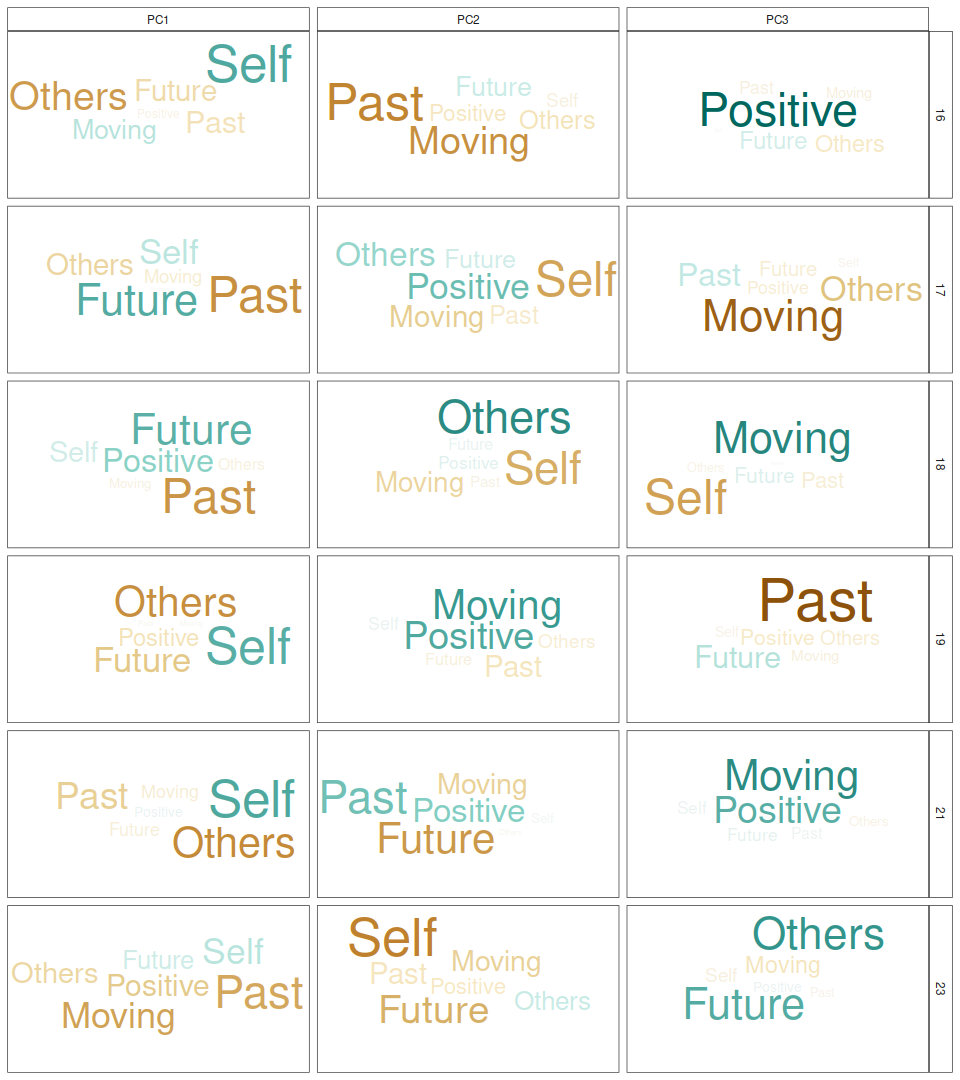 PC1 PC2 PC3
Self
Others Future
Positive
Moving Past
16
Past Future
Positive Self
Others
Moving
Past Moving
Positive
Future Others
Others Self
Moving
Future Past
17
Others Future
Positive Self
Moving Past
Past Future Self
Positive Others
Moving
Future
Self Positive Others
Moving
Past
18
Others
Future
Positive Self
Moving Past
Moving
Others
Future Past
Self
Others
Positive Self
Future
19
Moving
Self Positive Others
Future Past
Past
Self Positive Others
Future Moving
Past Moving Self
Positive
Future Others
21
Moving
Past Positive Self
Future
Moving
Self Positive
Others
Future Past
Future Self
Others Positive Past
Moving
23
Self
Moving
Past Positive
Future Others
Others
Moving
Self
Positive Past
Future